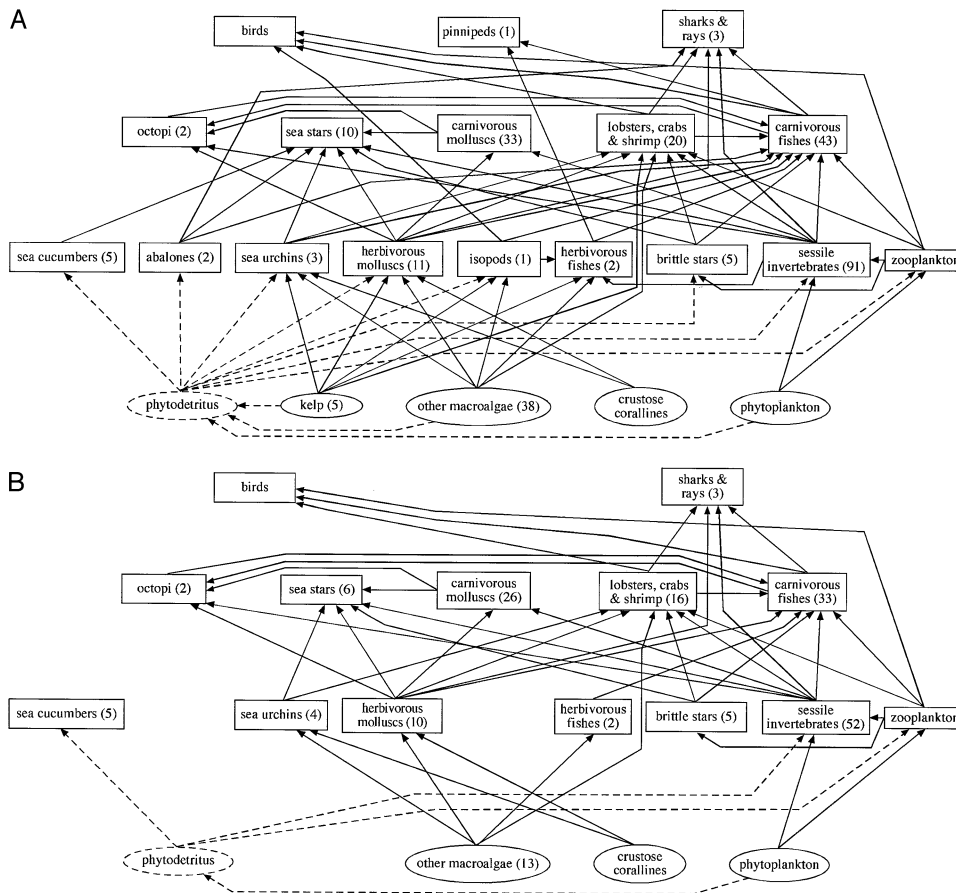 A
birds
pinnipeds (1)
sharks &
rays (3)
octopi (2)
sea stars (10)
carnivorous
molluscs (33)
lobsters, crabs
& shrimp (20)
carnivorous
fishes (43)
sea cucumbers (5)
abalones (2)
sea urchins (3)
herbivorous
molluscs (11)
isopods (1)
herbivorous
fishes (2)
brittle stars (5)
sessile
invertebrates (91)
zooplankton
phytodetritus
kelp (5)
other macroalgae (38)
crustose
corallines
phytoplankton
B
birds
sharks &
rays (3)
octopi (2)
sea stars (6)
carnivorous
molluscs (26)
lobsters, crabs
& shrimp (16)
carnivorous
fishes (33)
sea cucumbers (5)
sea urchins (4)
herbivorous
molluscs (10)
herbivorous
fishes (2)
brittle stars (5)
sessile
invertebrates (52)
zooplankton
phytodetritus
other macroalgae (13)
crustose
corallines
phytoplankton